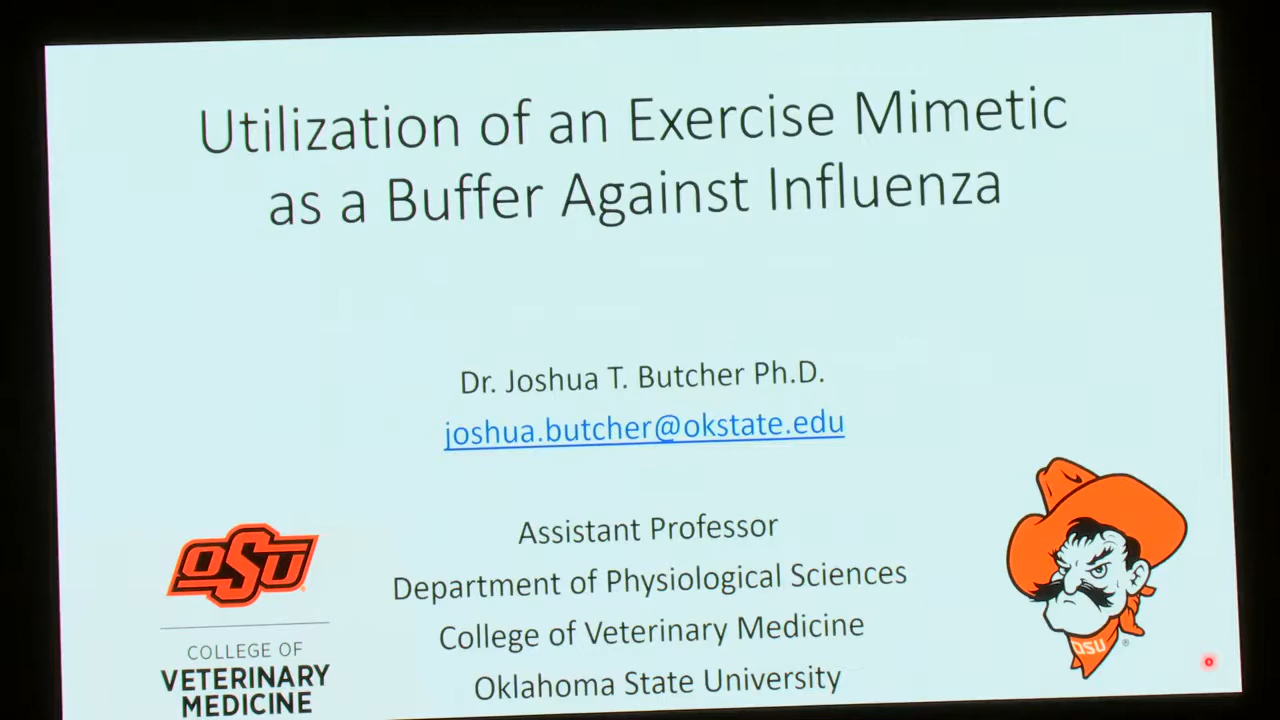 Utilization of an Exercise Mimetic
as a Buffer Against Influenza
Dr. Joshua T. Butcher Ph.D.
joshua.butcher@okstate.edu
Assistant Professor
Department of Physiological Sciences
College of Veterinary Medicine
Oklahoma State University
OSU
COLLEGE OF
VETERINARY
MEDICINE
OSU
®